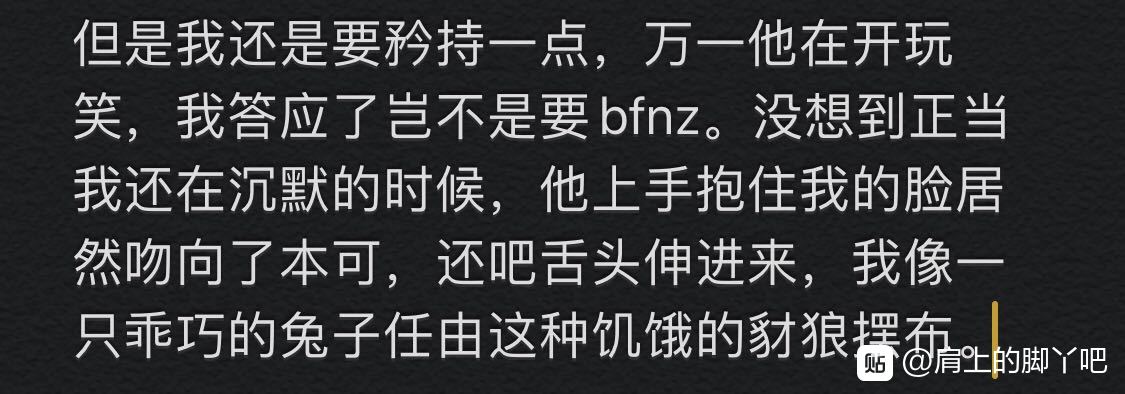 但是我还是要矜持一点，万一他在开玩
笑，我答应了岂不是要bfnz。没想到正当
我还在沉默的时候，他上手抱住我的脸居
然吻向了本可，还吧舌头伸进来，我像一
只乖巧的兔子任由这种饥饿的豺狼摆布。
贴 @肩上的脚丫吧